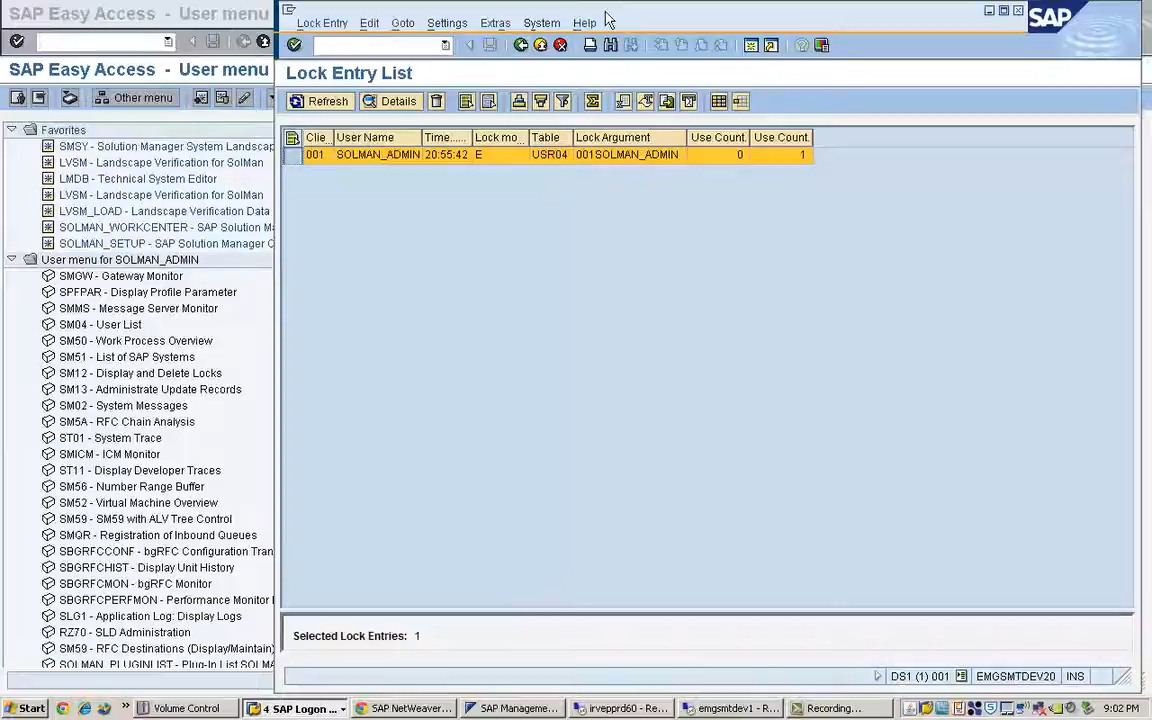 SAP Easy Access - User menu
Lock Entry Edit Goto Settings Extras System Help
SAP
SAP Easy Access - User menu
Lock Entry List
Other menu
Refresh Details
Favorites
SMSY - Solution Manager System Landscap
LVSM - Landscape Verification for SolMan
LMDB - Technical System Editor
LVSM - Landscape Verification for SolMan
LVSM_LOAD - Landscape Verification Data
SOLMAN_WORKCENTER - SAP Solution M
SOLMAN_SETUP - SAP Solution Manager C
User menu for SOLMAN_ADMIN
SMGW - Gateway Monitor
SPFPAR - Display Profile Parameter
SMMS - Message Server Monitor
SM04 - User List
SM50 - Work Process Overview
SM51 - List of SAP Systems
SM12 - Display and Delete Locks
SM13 - Administrate Update Records
SM02 - System Messages
SM5A - RFC Chain Analysis
ST01 - System Trace
SMICM - ICM Monitor
ST11 - Display Developer Traces
SM56 - Number Range Buffer
SM52 - Virtual Machine Overview
SM59 - SM59 with ALV Tree Control
SMQR - Registration of Inbound Queues
SBGRFCCONF - bgRFC Configuration Tran
SBGRFCHIST - Display Unit History
SBGRFCMON - bgRFC Monitor
SBGRFCPERFMON - Performance Monitor
SLG1 - Application Log: Display Logs
RZ70 - SLD Administration
SM59 - RFC Destinations (Display/Maintain)
SOLMAN_PLUGINLIST - Plug-In List SOLMA
Clie... User Name Time..... Lock mo... Table Lock Argument Use Count. Use Count.
001 SOLMAN_ADMIN 20:55:42 E USR04 001SOLMAN_ADMIN 0 1
Selected Lock Entries: 1
DS1 (1) 001 EMGSMTDEV20 INS
Start Volume Control 4 SAP Logon ... SAP NetWeaver... SAP Manageme... irveprd60 - Re... emgsmtdev1 - R... Recording... 9:02 PM